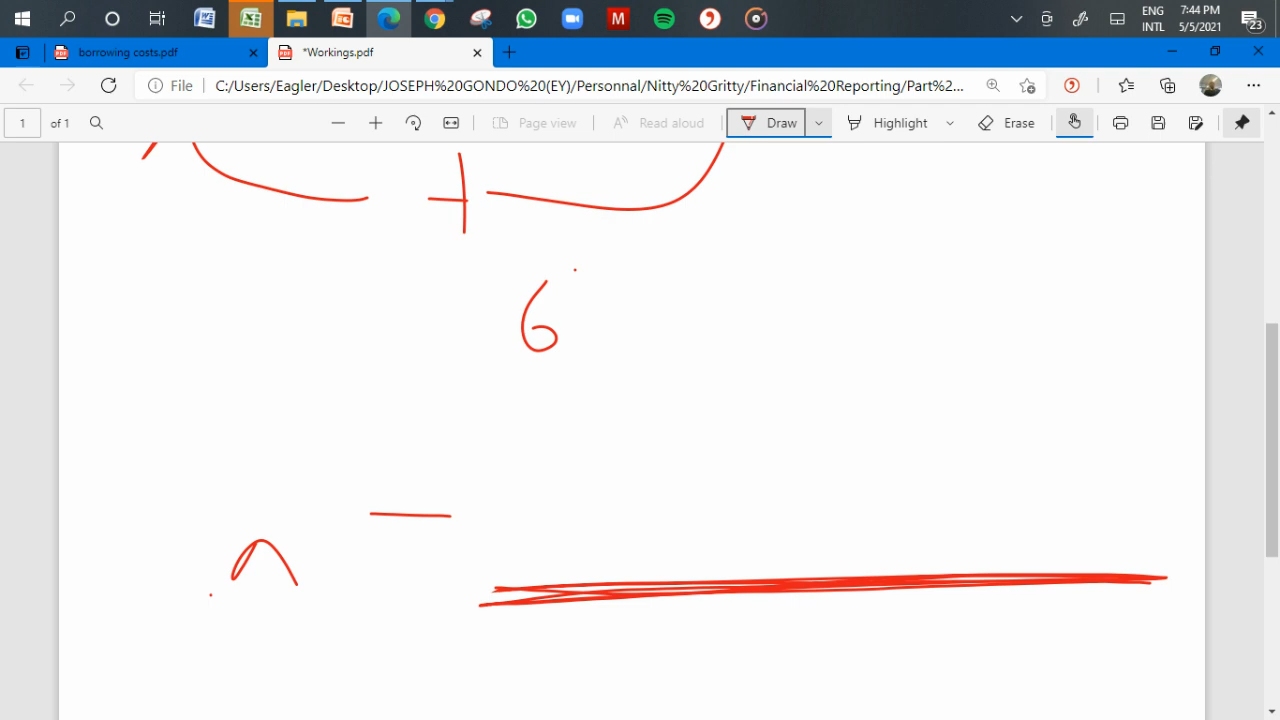 7:44 PM
ENG
INTL
5/5/2021
23
M
borrowing costs.pdf
*Workings.pdf
File
C:/Users/Eagler/Desktop/JOSEPH%20GONDO%20(EY)/Personnal/Nitty%20Gritty/Financial%20Reporting/Part%2...
1 of 1
Page view
Read aloud
Draw
Highlight
Erase
+
6